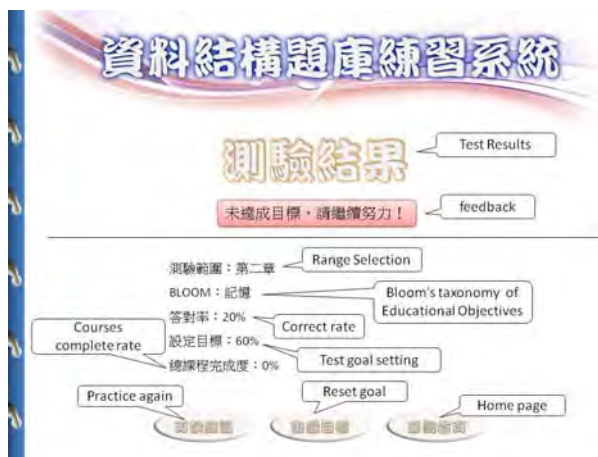 資料結構題庫練習系統
測驗結果
Test Results
未達成目標,請繼續努力!
feedback
測驗範圍:第二章
Range Selection
BLOOM:記憶
Bloom's taxonomy of
Educational Objectives
答對率:20%
Correct rate
Courses
complete rate
設定目標:60%
Test goal setting
總課程完成度:0%
Practice again
Reset goal
Home page